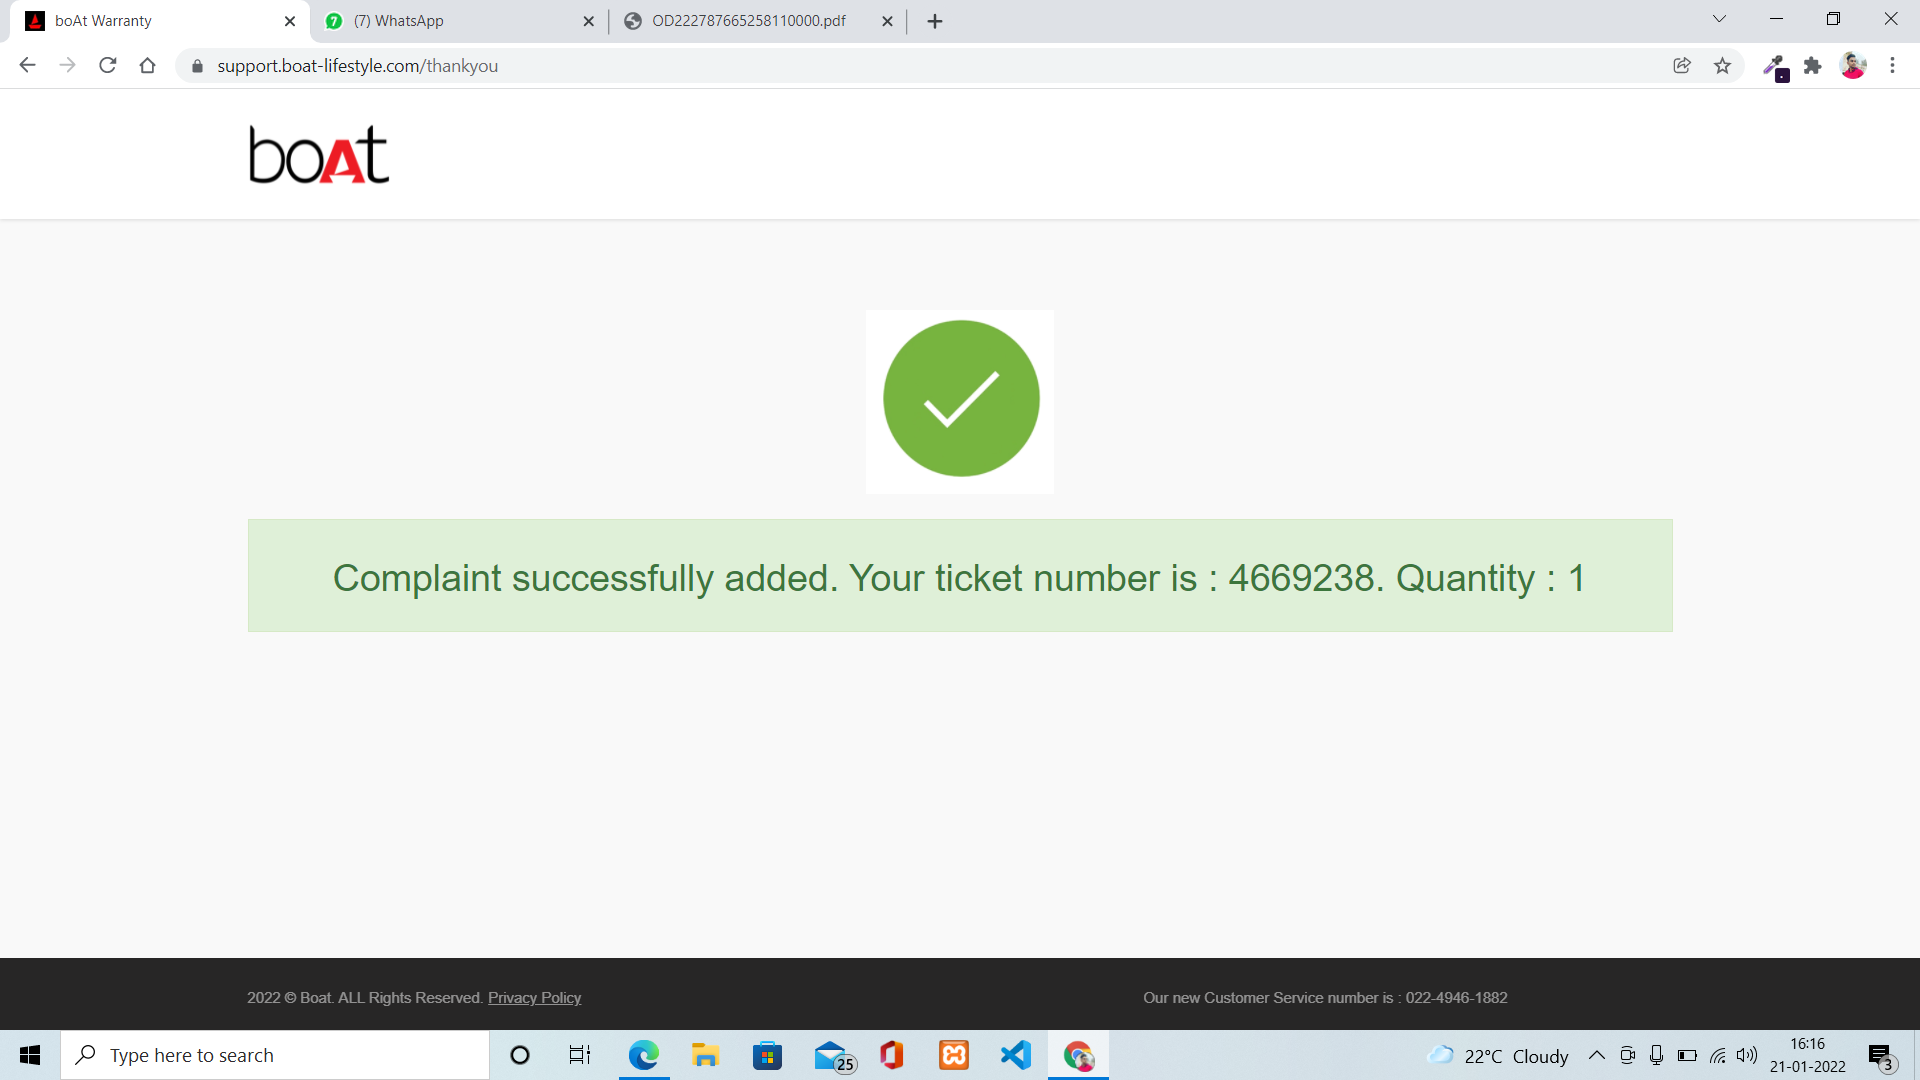 boAt Warranty
7
(7) WhatsApp
OD222787665258110000.pdf
support.boat-lifestyle.com/thankyou
boAt
Complaint successfully added. Your ticket number is : 4669238. Quantity : 1
2022 © Boat. ALL Rights Reserved. Privacy Policy
Our new Customer Service number is : 022-4946-1882
Type here to search
25
22°C Cloudy
16:16
21-01-2022
3